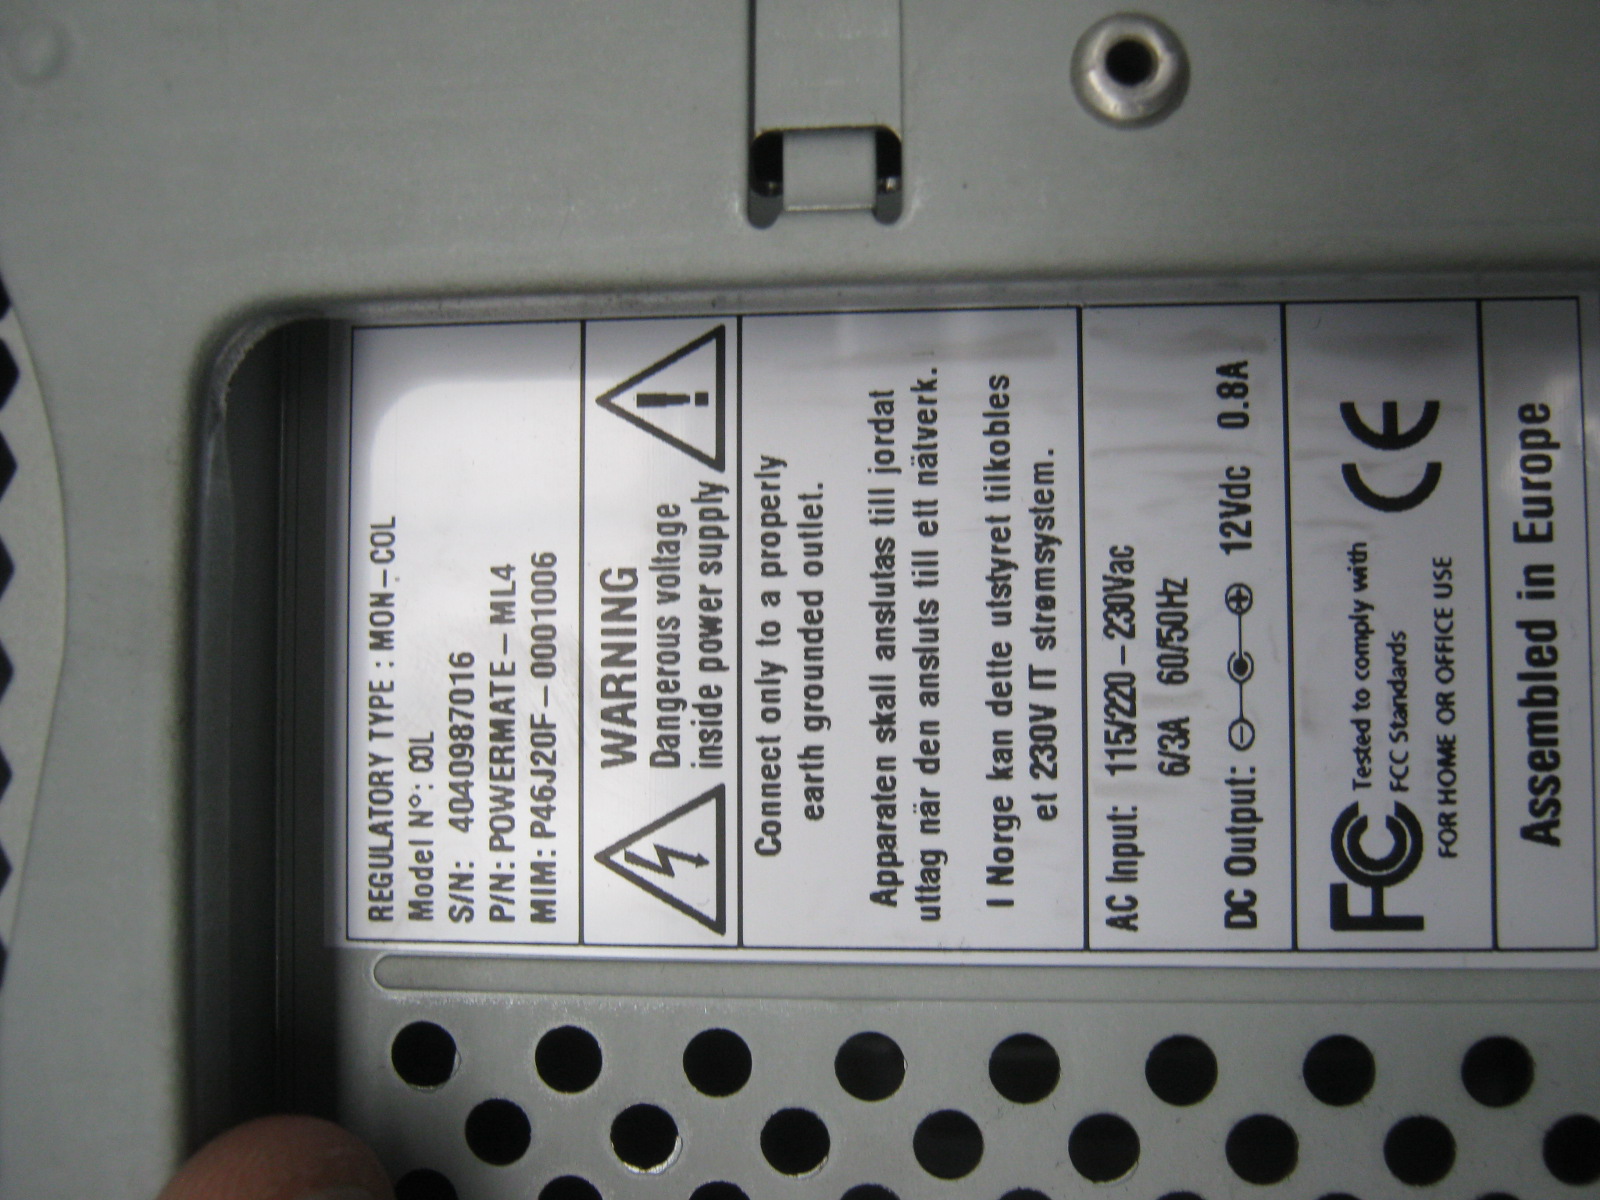 REGULATORY TYPE : MON-COL
Model N°: COL
S/N: 4040987016
P/N: POWERMATE-ML4
MIM: P46J20F-0001006
WARNING
Dangerous voltage
inside power supply
Connect only to a properly
earth grounded outlet.
Apparaten skall anslutas till jordat
uttag når den ansluts till ett nätverk.
I Norge kan dette utstyret tilkobles
et 230V IT strømsystem.
AC Input: 115/220-230Vac
6/3A 60/50Hz
DC Output: 12Vdc 0.8A
FC Tested to comply with
FCC Standards
FOR HOME OR OFFICE USE
CE
Assembled in Europe